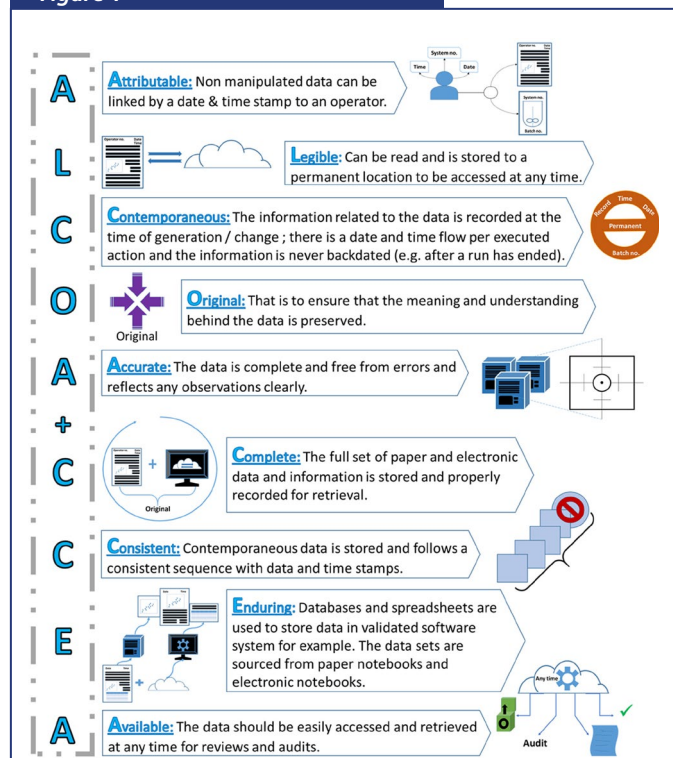 A
Attributable: Non manipulated data can be
linked by a date & time stamp to an operator.
System no.
Time
Date
Operator no.
Date
Time
System no.
Batch no.
L
Operator no.
Date
Time
Legible: Can be read and is stored to a
permanent location to be accessed at any time.
C
Contemporaneous: The information related to the data is recorded at the
time of generation / change ; there is a date and time flow per executed
action and the information is never backdated (e.g. after a run has ended).
Record
Time
Date
Permanent
Batch no.
O
Original
Original: That is to ensure that the meaning and understanding
behind the data is preserved.
A
Accurate: The data is complete and free from errors and
reflects any observations clearly.
+
C
+
Original
Complete: The full set of paper and electronic
data and information is stored and properly
recorded for retrieval.
C
Consistent: Contemporaneous data is stored and follows a
consistent sequence with data and time stamps.
E
+
Enduring: Databases and spreadsheets are
used to store data in validated software
system for example. The data sets are
sourced from paper notebooks and
electronic notebooks.
A
Available: The data should be easily accessed and retrieved
at any time for reviews and audits.
Any time
Audit